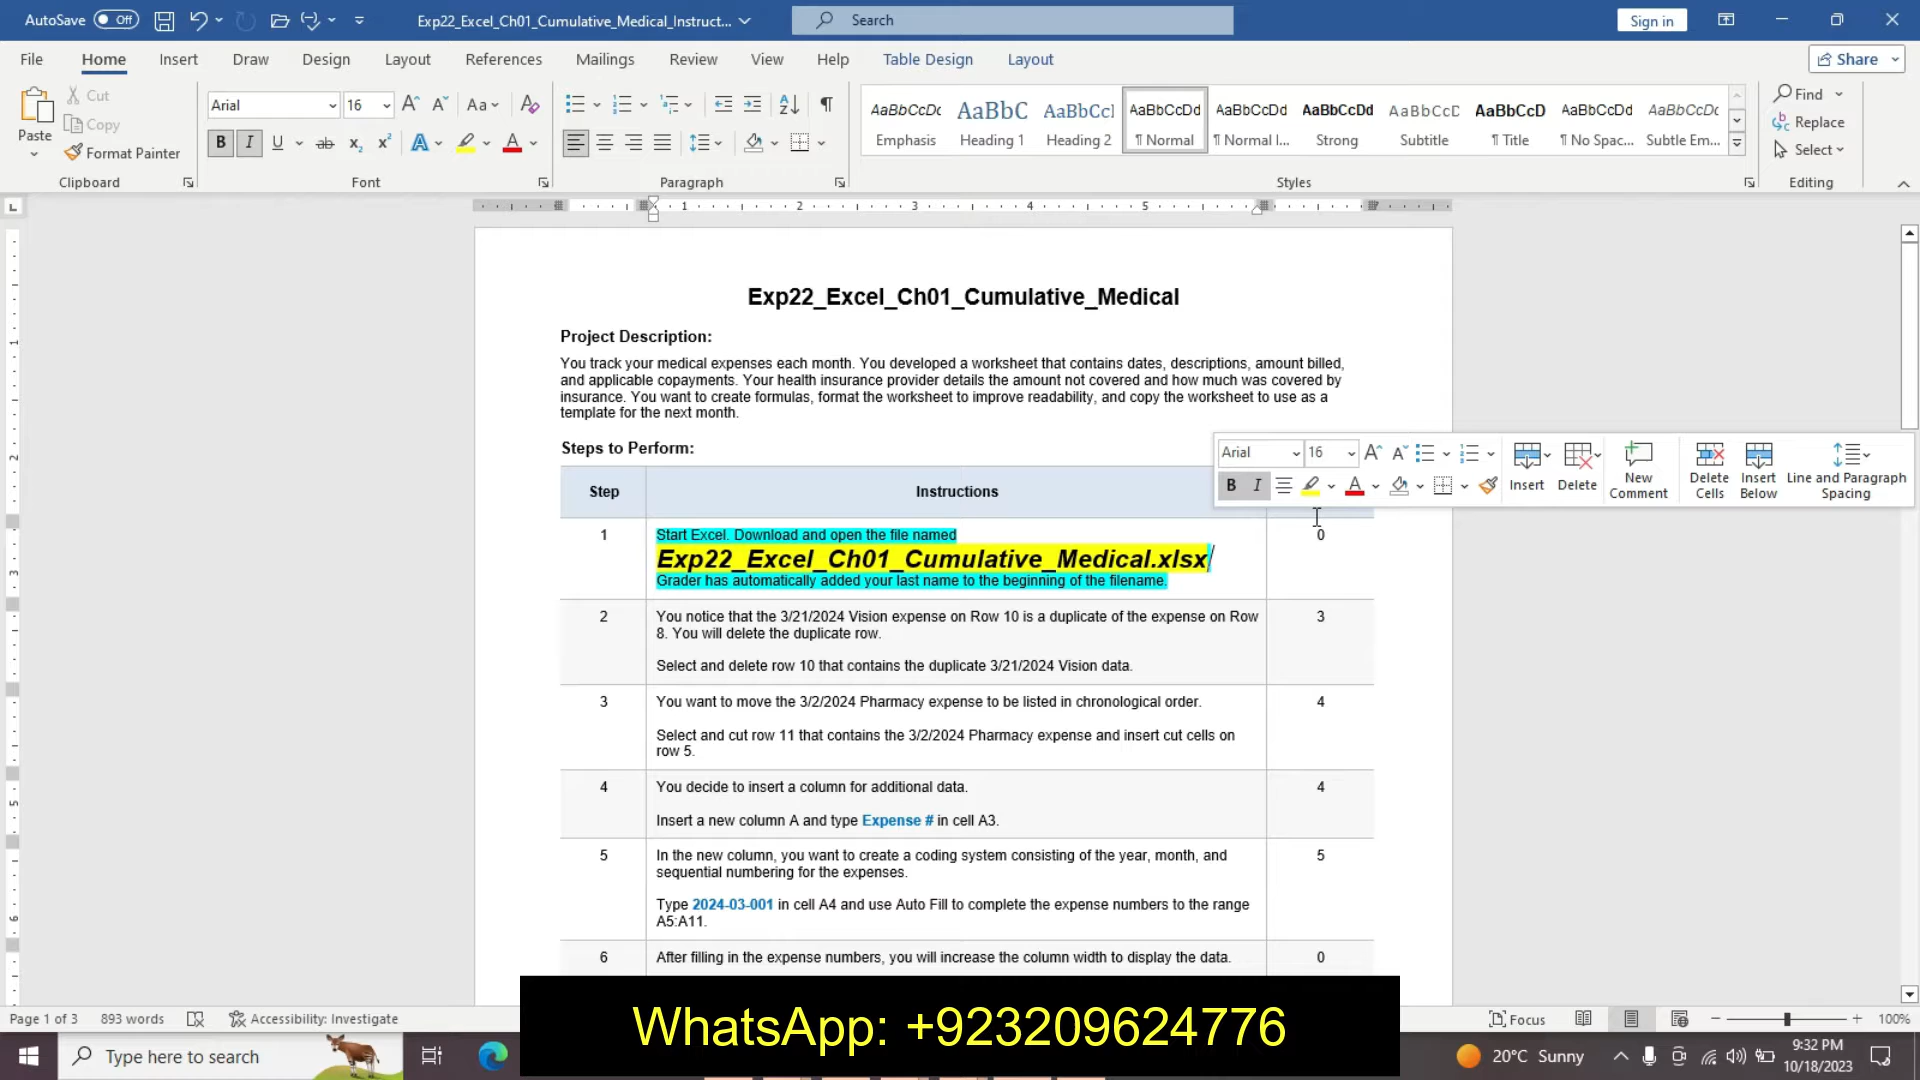 AutoSave Off Exp22_Excel_Ch01_Cumulative_Medical_Instruct... Search Sign in
File Home Insert Draw Design Layout References Mailings Review View Help Table Design Layout Share
Paste Cut Copy Format Painter
Arial 16 Aa
B I U ab x₂ x² A A
AaBbCcDc AaBbC AaBbCcl AaBbCcDd AaBbCcDd AaBbCcDd AaBbCcD AaBbCcD AaBbCcDd AaBbCcDc
Emphasis Heading 1 Heading 2 ¶ Normal ¶ Normal I... Strong Subtitle ¶ Title ¶ No Spac... Subtle Em...
Find
Replace
Select
Clipboard Font Paragraph Styles Editing
1 2 3 4 5
Exp22_Excel_Ch01_Cumulative_Medical
Project Description:
You track your medical expenses each month. You developed a worksheet that contains dates, descriptions, amount billed,
and applicable copayments. Your health insurance provider details the amount not covered and how much was covered by
insurance. You want to create formulas, format the worksheet to improve readability, and copy the worksheet to use as a
template for the next month.
Steps to Perform:
Arial 16
B I A Insert Delete New Comment Delete Cells Insert Below Line and Paragraph Spacing
Step Instructions
1 Start Excel. Download and open the file named 0
Exp22_Excel_Ch01_Cumulative_Medical.xlsx
Grader has automatically added your last name to the beginning of the filename.
2 You notice that the 3/21/2024 Vision expense on Row 10 is a duplicate of the expense on Row 3
8. You will delete the duplicate row.
Select and delete row 10 that contains the duplicate 3/21/2024 Vision data.
3 You want to move the 3/2/2024 Pharmacy expense to be listed in chronological order. 4
Select and cut row 11 that contains the 3/2/2024 Pharmacy expense and insert cut cells on
row 5.
4 You decide to insert a column for additional data. 4
Insert a new column A and type Expense # in cell A3.
5 In the new column, you want to create a coding system consisting of the year, month, and 5
sequential numbering for the expenses.
Type 2024-03-001 in cell A4 and use Auto Fill to complete the expense numbers to the range
A5:A11.
6 After filling in the expense numbers, you will increase the column width to display the data. 0
WhatsApp: +923209624776
Page 1 of 3 893 words Accessibility: Investigate Focus 100%
Type here to search 20°C Sunny 9:32 PM
10/18/2023